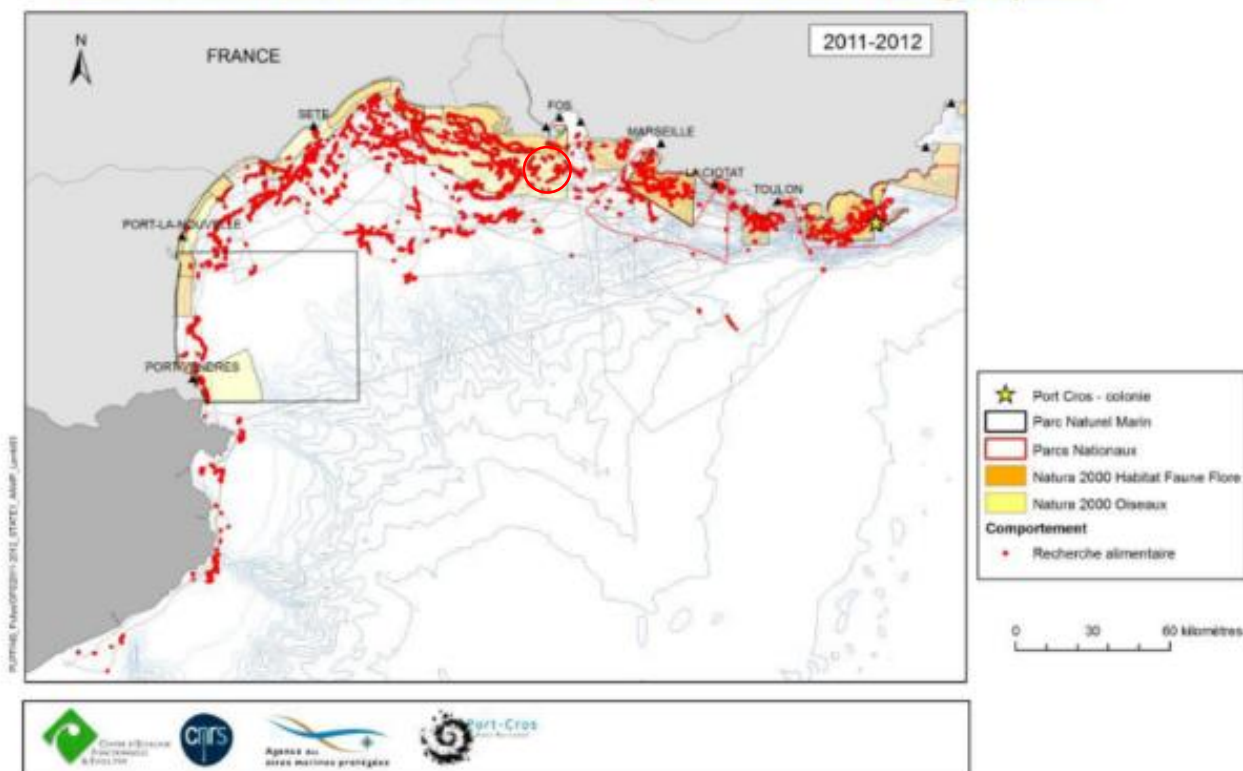 N
FRANCE
2011-2012
SETE
FOS
MARSEILLE
LA CIOTAT
TOULON
PORT-LA-NOUVELLE
PORT-VENDRES
Port Cros - colonie
Parc Naturel Marin
Parcs Nationaux
Natura 2000 Habitat Faune Flore
Natura 2000 Oiseaux
Comportement
Recherche alimentaire
0 30 60 kilomètres
cnrs
Agence des
aires marines protégées
Port-Cros